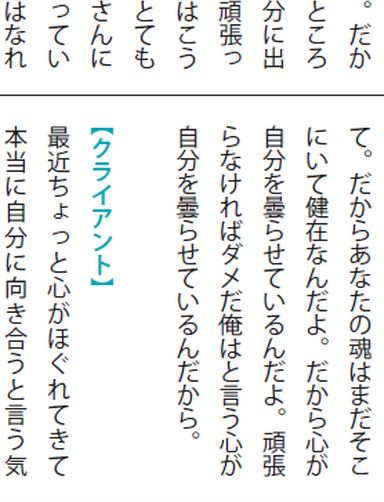 。だか
ところ
分に出
頑張っ
はこう
とても
さんに
ってい
はなれ
て。だからあなたの魂はまだそこ
にいて健在なんだよ。だから心が
自分を曇らせているんだよ。頑張
らなければダメだ俺はと言う心が
自分を曇らせているんだから。
【クライアント】
最近ちょっと心がほぐれてきて
本当に自分に向き合うと言う気